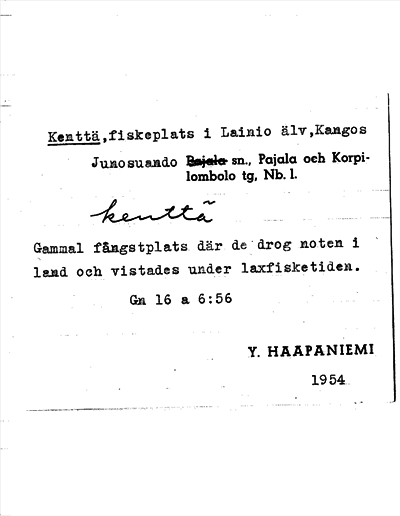 Kenttä,fiskeplats i Lainio älv,Kangos
Junosuando Pajala sn., Pajala och Korpi-
lombolo tg, Nb. l.
kenttä
Gammal fångstplats där de drog noten i
land och vistades under laxfisketiden.
Gn 16 a 6:56
Y. HAAPANIEMI
1954